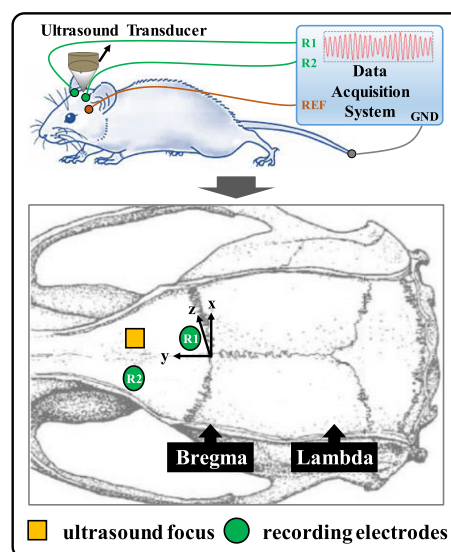 Ultrasound Transducer
R1
R2
Data
Acquisition
System
REF
GND
x
z
R1
y
R2
Bregma
Lambda
ultrasound focus
recording electrodes